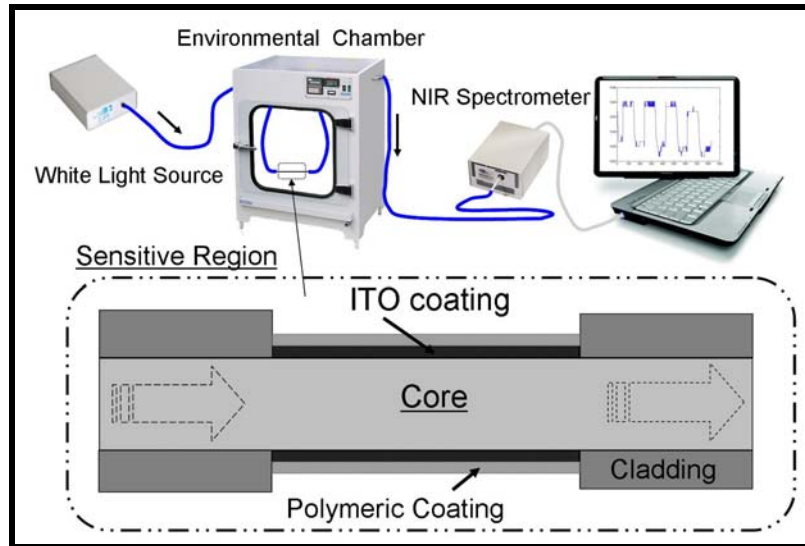 Environmental Chamber
NIR Spectrometer
White Light Source
Sensitive Region
ITO coating
Core
Cladding
Polymeric Coating